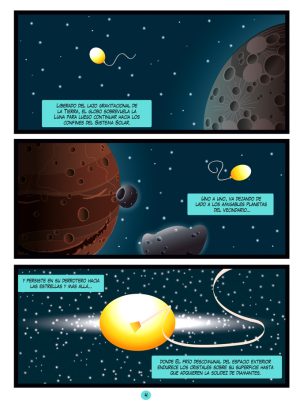 LIBERADO DEL LAZO GRAVITACIONAL DE
LA TIERRA, EL GLOBO SOBREVUELA LA
LUNA PARA LUEGO CONTINUAR HACIA LOS
CONFINES DEL SISTEMA SOLAR.
UNO A UNO, VA DEJANDO DE
LADO A LOS AMIGABLES PLANETAS
DEL VECINDARIO...
Y PERSISTE EN SU DERROTERO HACIA
LAS ESTRELLAS Y MAS ALLÁ...
DONDE EL FRÍO DESCOMUNAL DEL ESPACIO EXTERIOR
ENDURECE LOS CRISTALES SOBRE SU SUPERFICIE HASTA
QUE ADQUIEREN LA SOLIDEZ DE DIAMANTES.